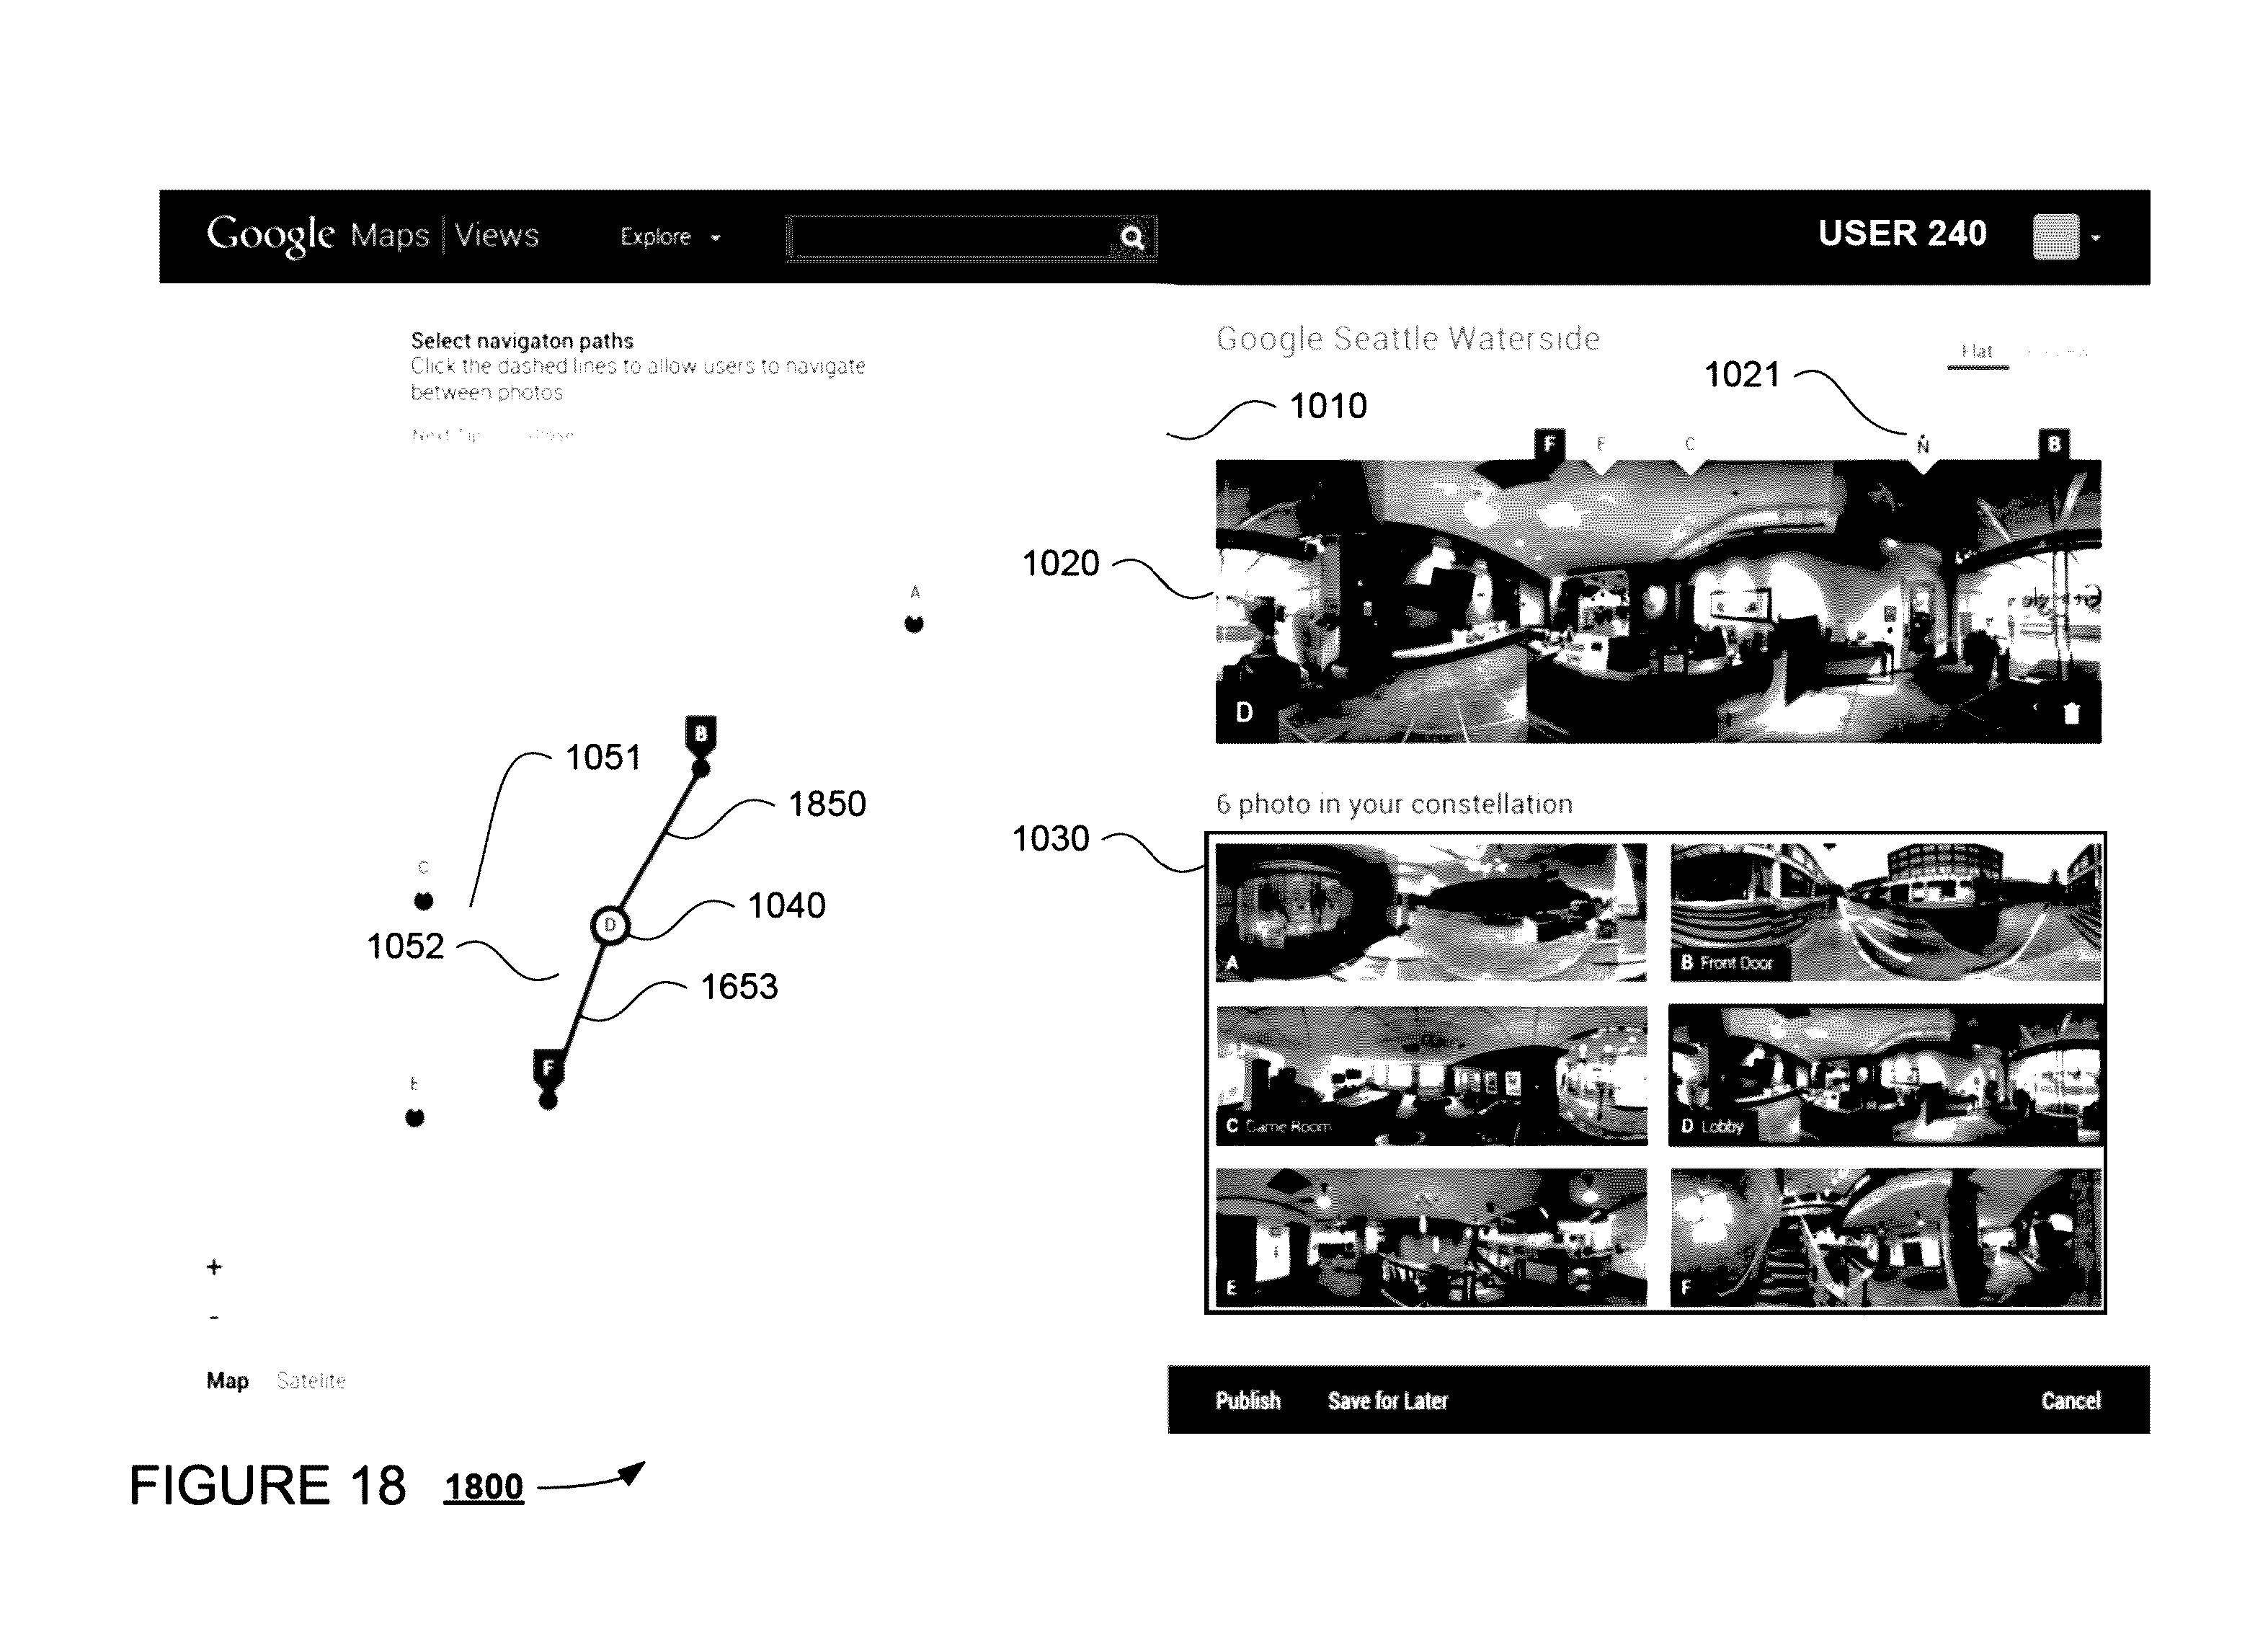 Google Maps | Views Explore USER 240
Select navigaton paths
Click the dashed lines to allow users to navigate
between photos
Next Tip Close
Google Seattle Waterside
Flat
1021
1010
F E C N B
1020
D
A
B
1051
1850
C
1040
D
1052
1653
F
E
6 photo in your constellation
1030
A
B Front Door
C Game Room
D Lobby
E
F
+
-
Map Satelite
Publish Save for Later Cancel
FIGURE 18 1800